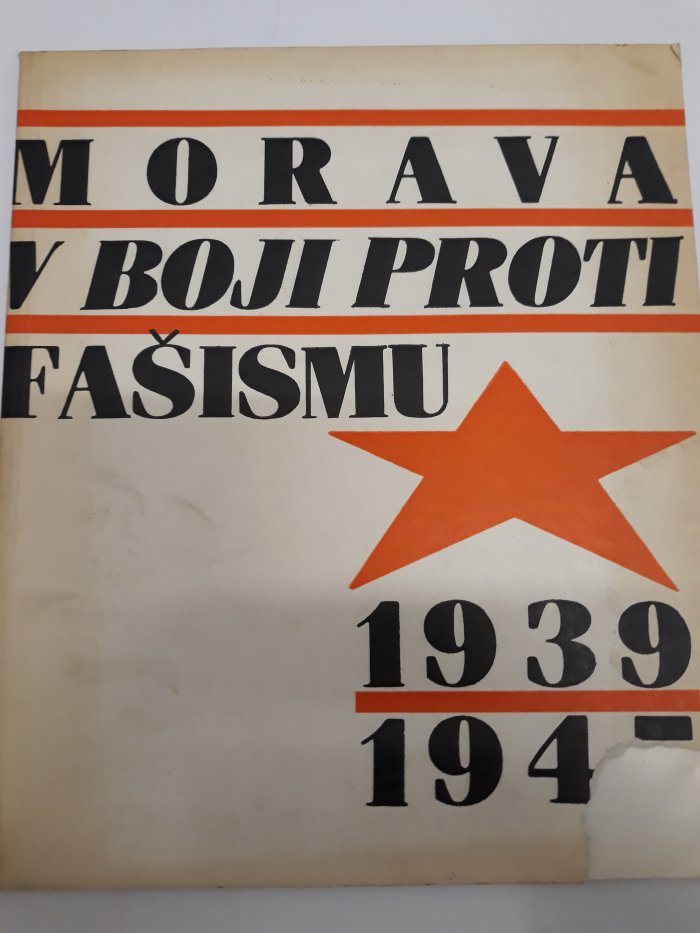 MORAVA
V BOJI PROTI
FAŠISMU
1939
194